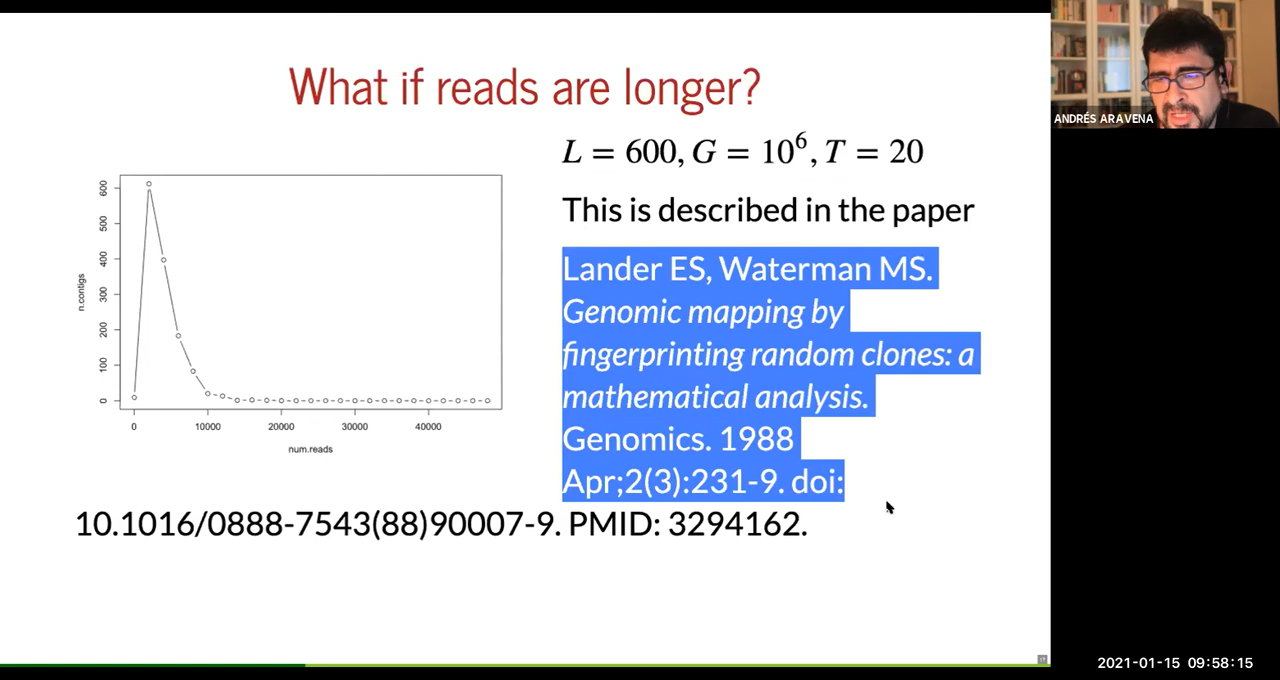 What if reads are longer?
ANDRÉS ARAVENA
L = 600, G = 10⁶, T = 20
This is described in the paper
Lander ES, Waterman MS.
Genomic mapping by
fingerprinting random clones: a
mathematical analysis.
Genomics. 1988
Apr;2(3):231-9. doi:
10.1016/0888-7543(88)90007-9. PMID: 3294162.
n.contigs
600
500
400
300
200
100
0
0 10000 20000 30000 40000
num.reads
2021-01-15 09:58:15